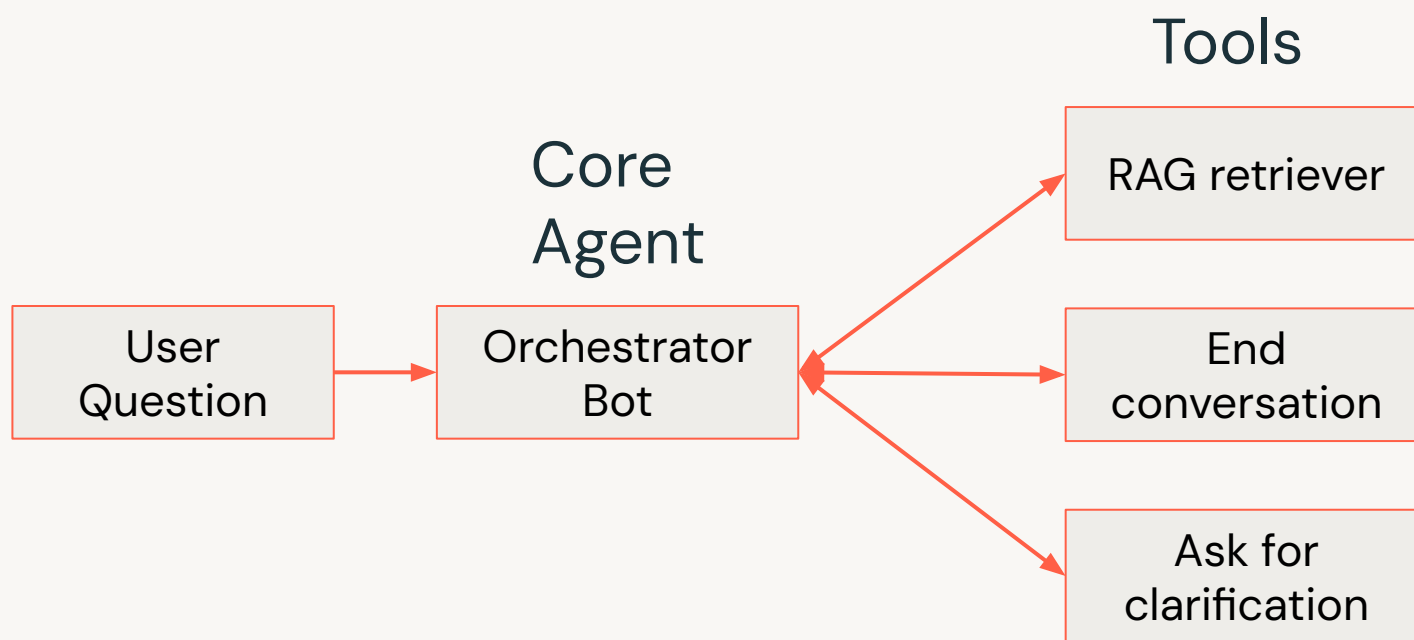 Tools
Core
Agent
User
Question
Orchestrator
Bot
RAG retriever
End
conversation
Ask for
clarification